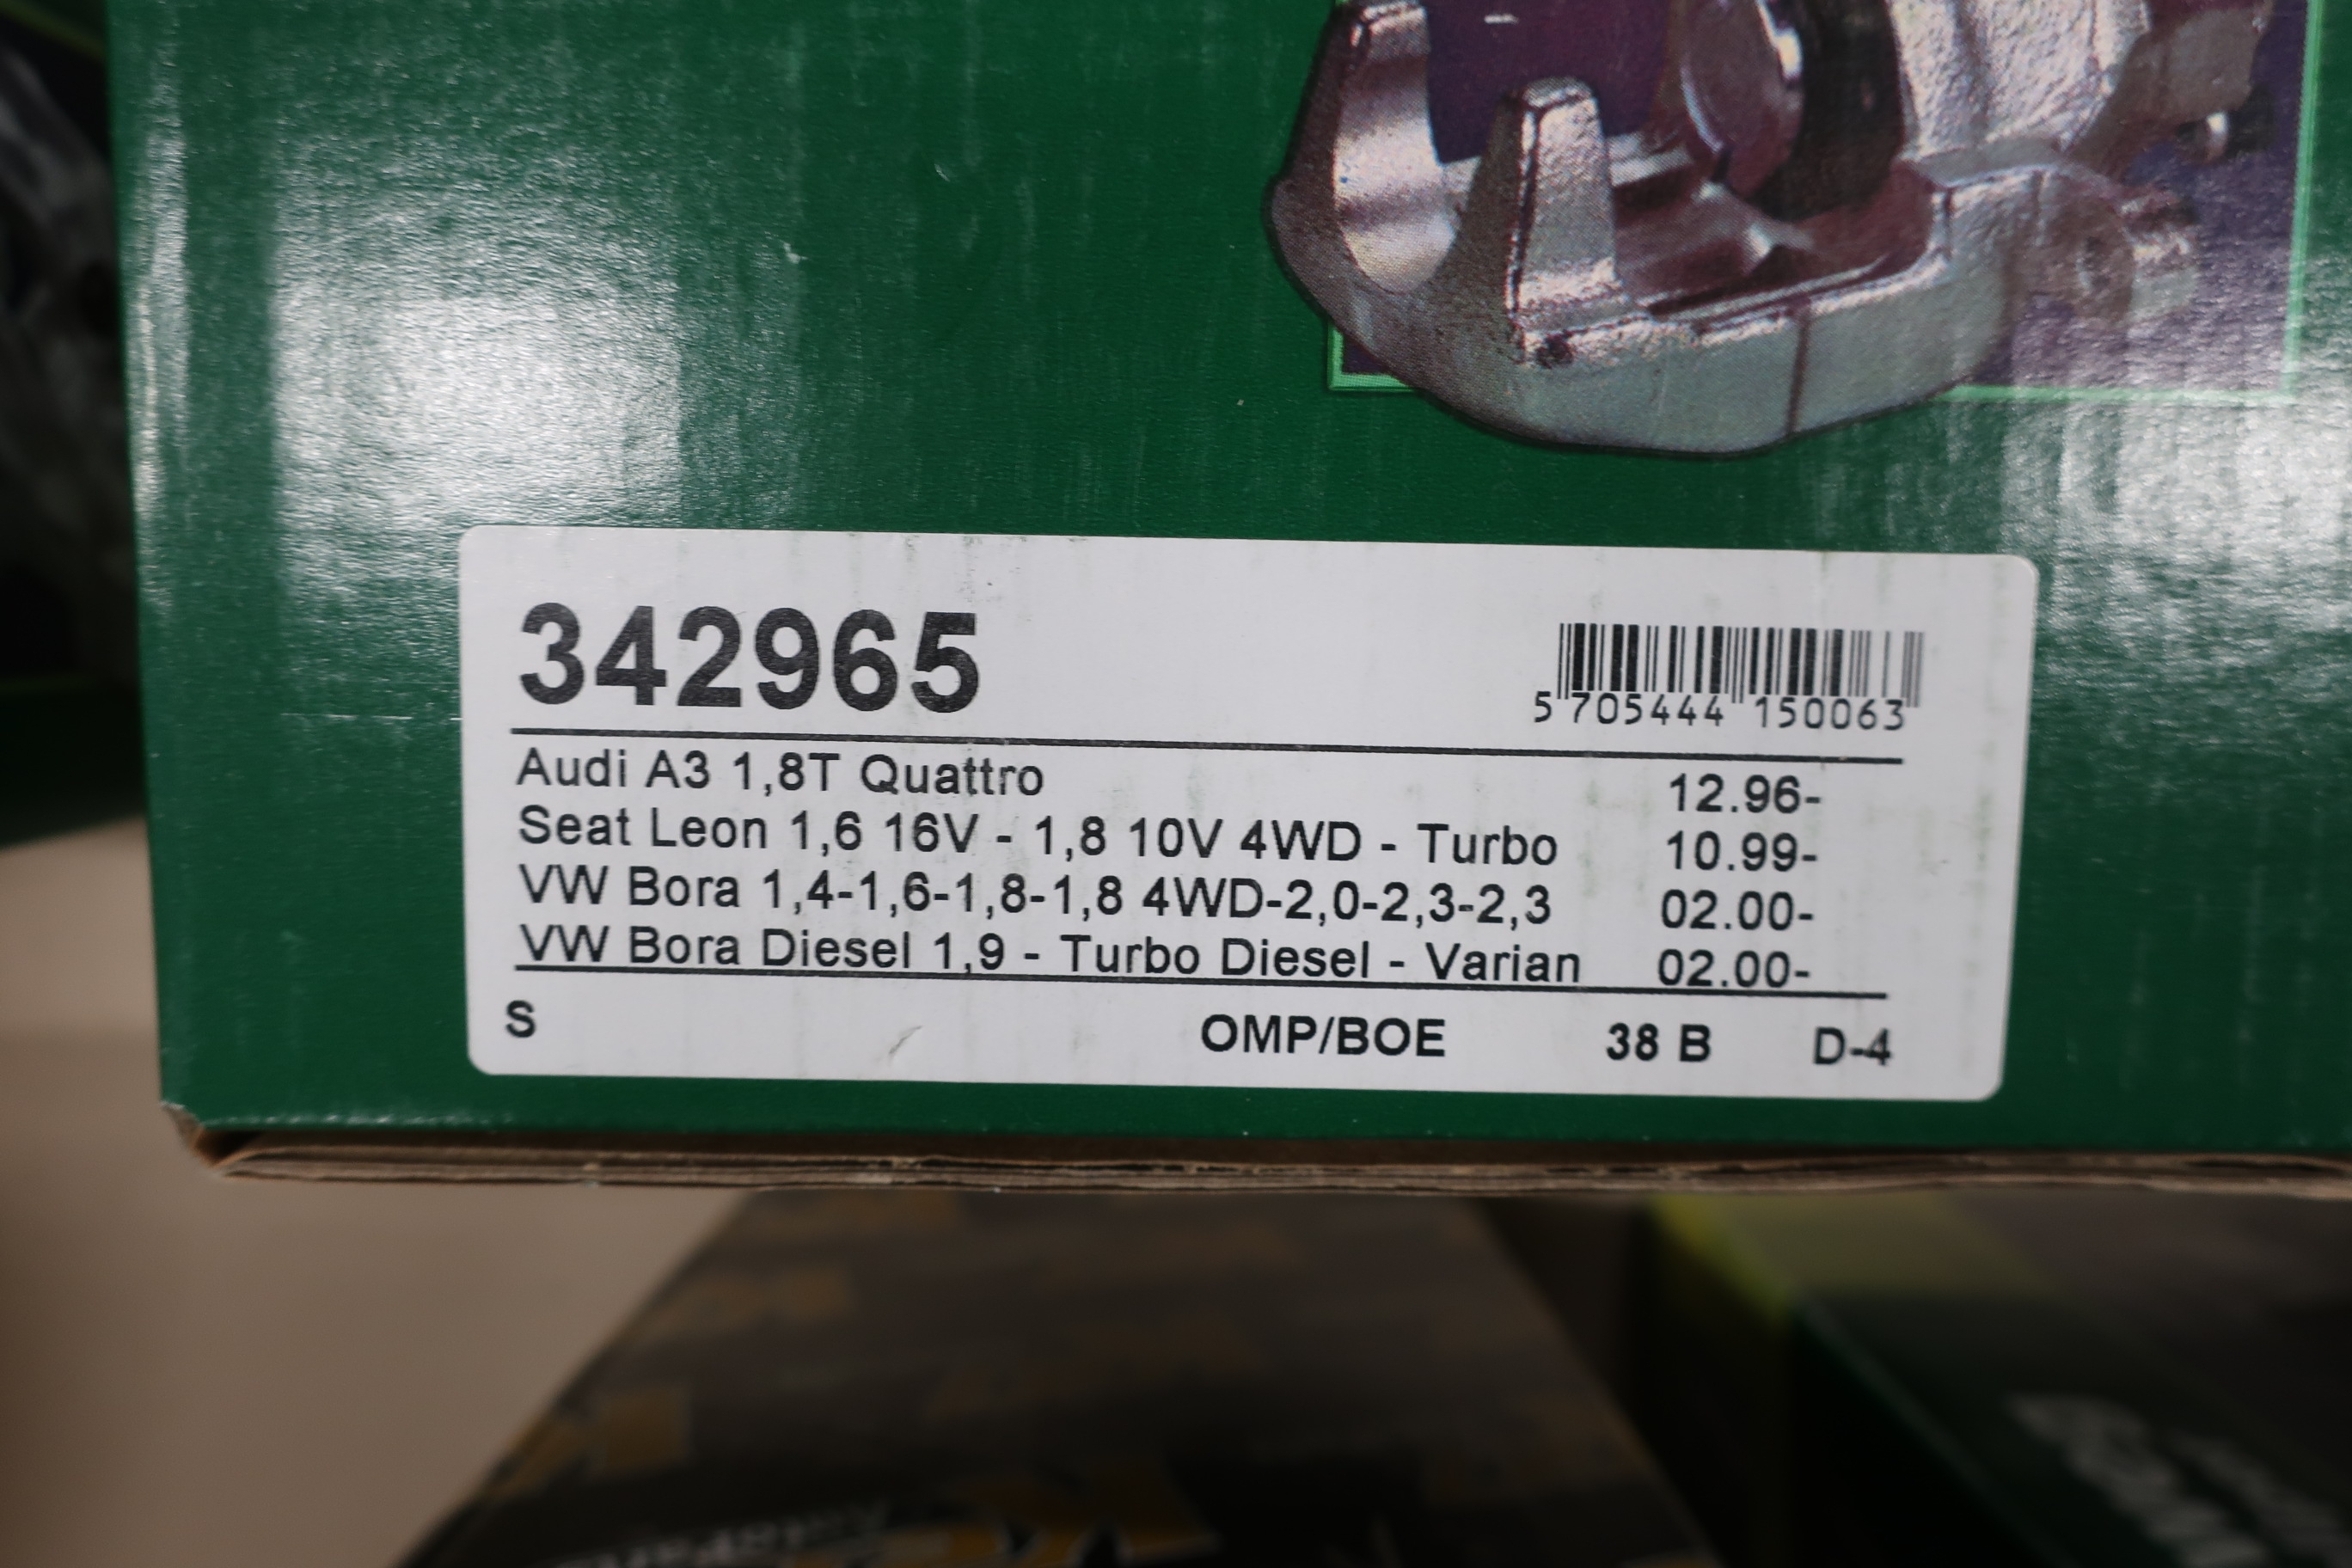 342965
5 705444 150063
Audi A3 1,8T Quattro 12.96-
Seat Leon 1,6 16V - 1,8 10V 4WD - Turbo 10.99-
VW Bora 1,4-1,6-1,8-1,8 4WD-2,0-2,3-2,3 02.00-
VW Bora Diesel 1,9 - Turbo Diesel - Varian 02.00-
S OMP/BOE 38 B D-4